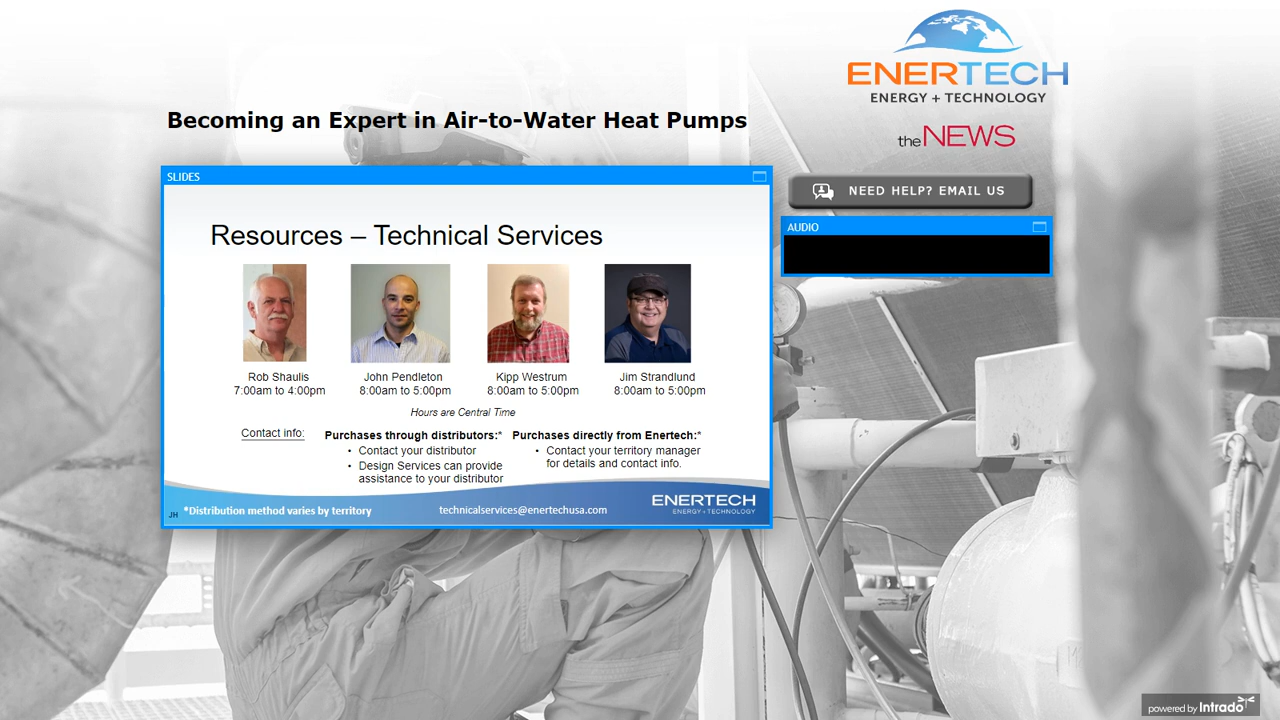 ENERTECH
ENERGY + TECHNOLOGY
Becoming an Expert in Air-to-Water Heat Pumps
the NEWS
SLIDES
NEED HELP? EMAIL US
AUDIO
Resources – Technical Services
Rob Shaulis
7:00am to 4:00pm
John Pendleton
8:00am to 5:00pm
Kipp Westrum
8:00am to 5:00pm
Jim Strandlund
8:00am to 5:00pm
Hours are Central Time
Contact info:
Purchases through distributors:*
• Contact your distributor
• Design Services can provide
assistance to your distributor
Purchases directly from Enertech:*
• Contact your territory manager
for details and contact info.
JH
*Distribution method varies by territory
technicalservices@enertechusa.com
ENERTECH
ENERGY + TECHNOLOGY
powered by Intrado